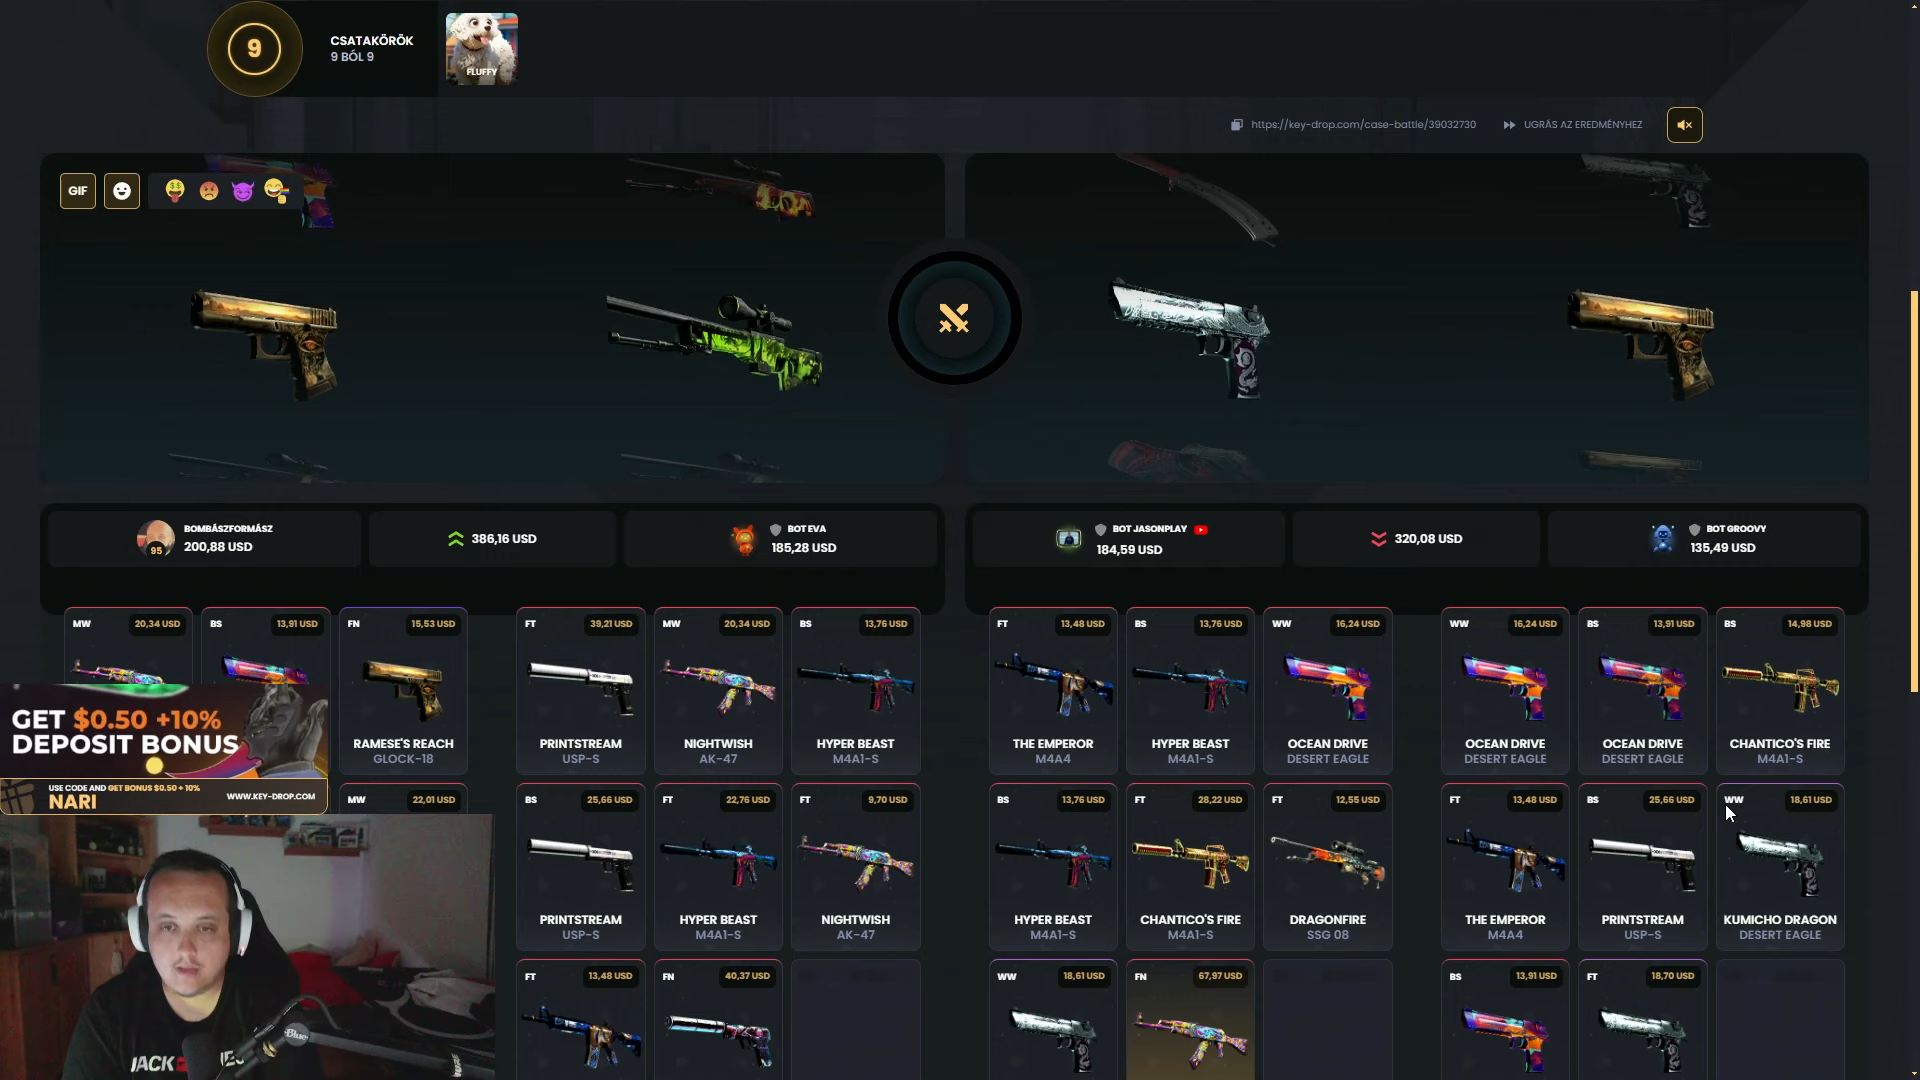 9
CSATAKÖRÖK
9 BÓL 9
FLUFFY
https://key-drop.com/case-battle/39032730
UGRÁS AZ EREDMÉNYHEZ
GIF
95
BOMBÁSZFORMÁSZ
200,88 USD
386,16 USD
BOT EVA
185,28 USD
BOT JASONPLAY
184,59 USD
320,08 USD
BOT GROOVY
135,49 USD
MW 20,34 USD
BS 13,91 USD
FN 15,53 USD
RAMESE'S REACH
GLOCK-18
FT 39,21 USD
PRINTSTREAM
USP-S
MW 20,34 USD
NIGHTWISH
AK-47
BS 13,76 USD
HYPER BEAST
M4A1-S
FT 13,48 USD
THE EMPEROR
M4A4
BS 13,76 USD
HYPER BEAST
M4A1-S
WW 16,24 USD
OCEAN DRIVE
DESERT EAGLE
WW 16,24 USD
OCEAN DRIVE
DESERT EAGLE
BS 13,91 USD
OCEAN DRIVE
DESERT EAGLE
BS 14,98 USD
CHANTICO'S FIRE
M4A1-S
GET $0.50 +10%
DEPOSIT BONUS
USE CODE AND GET BONUS $0.50 + 10%
NARI
WWW.KEY-DROP.COM
MW 22,01 USD
BS 25,66 USD
PRINTSTREAM
USP-S
FT 22,76 USD
HYPER BEAST
M4A1-S
FT 9,70 USD
NIGHTWISH
AK-47
BS 13,76 USD
HYPER BEAST
M4A1-S
FT 28,22 USD
CHANTICO'S FIRE
M4A1-S
FT 12,55 USD
DRAGONFIRE
SSG 08
FT 13,48 USD
THE EMPEROR
M4A4
BS 25,66 USD
PRINTSTREAM
USP-S
WW 18,61 USD
KUMICHO DRAGON
DESERT EAGLE
FT 13,48 USD
FN 40,37 USD
WW 18,61 USD
FN 67,97 USD
BS 13,91 USD
FT 18,70 USD
Blue
JACK